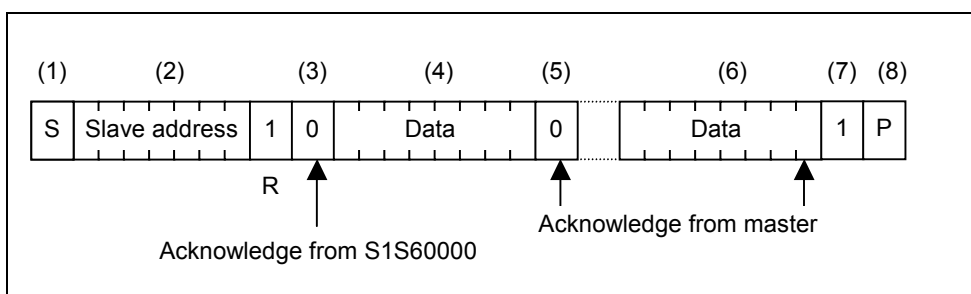 (1) (2) (3) (4) (5) (6) (7) (8)
S Slave address 1 0 Data 0 Data 1 P
R
Acknowledge from master
Acknowledge from S1S60000